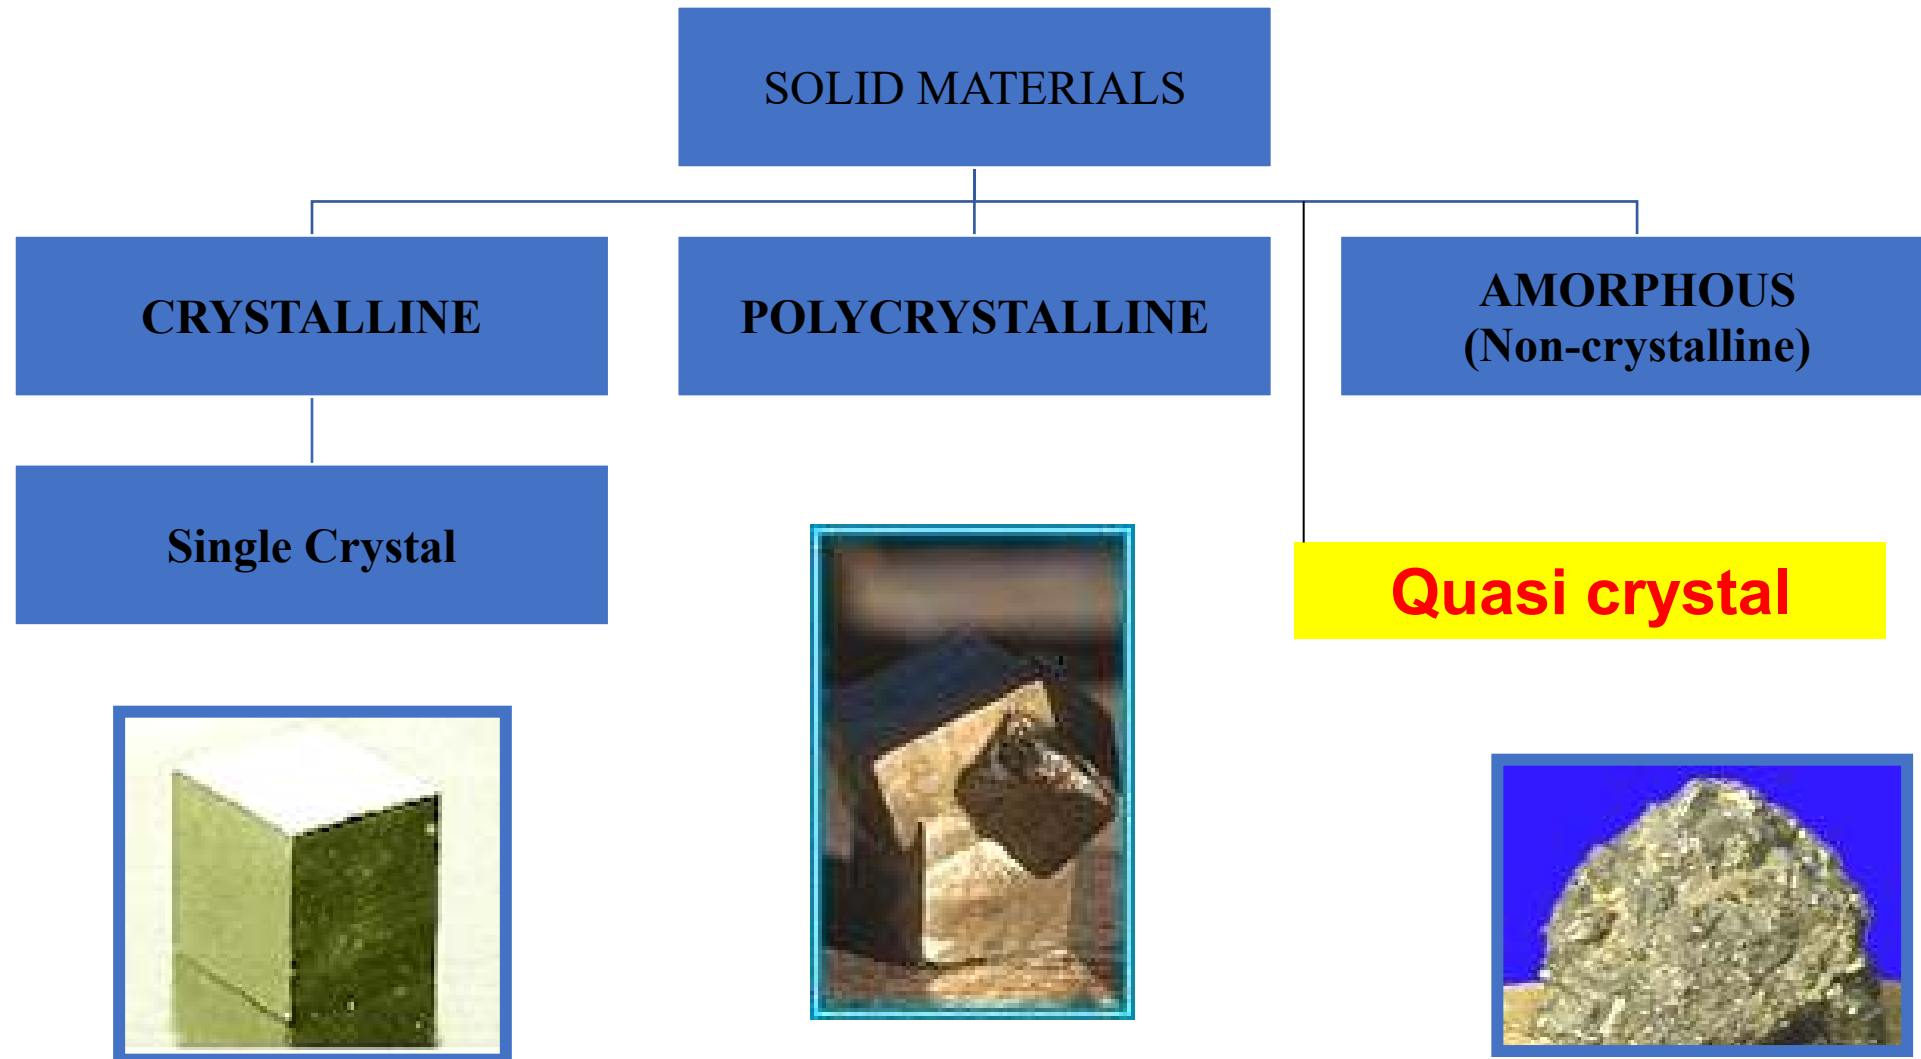 SOLID MATERIALS
CRYSTALLINE
POLYCRYSTALLINE
AMORPHOUS
(Non-crystalline)
Single Crystal
Quasi crystal